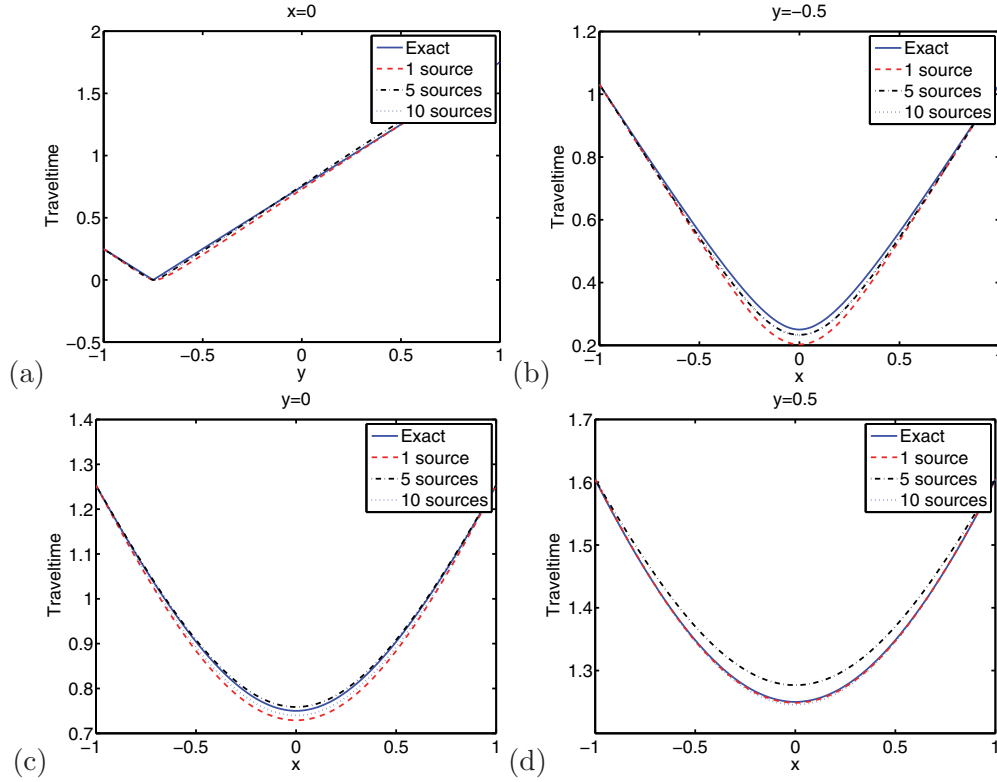 x=0
2
1.5
1
0.5
0
−0.5
−1
−0.5
0
0.5
1
Traveltime
y
Exact
1 source
5 sources
10 sources
(a)
y=−0.5
1.2
1
0.8
0.6
0.4
0.2
−1
−0.5
0
0.5
1
Traveltime
x
Exact
1 source
5 sources
10 sources
(b)
y=0
1.4
1.3
1.2
1.1
1
0.9
0.8
0.7
−1
−0.5
0
0.5
1
Traveltime
x
Exact
1 source
5 sources
10 sources
(c)
y=0.5
1.7
1.6
1.5
1.4
1.3
−1
−0.5
0
0.5
1
Traveltime
x
Exact
1 source
5 sources
10 sources
(d)